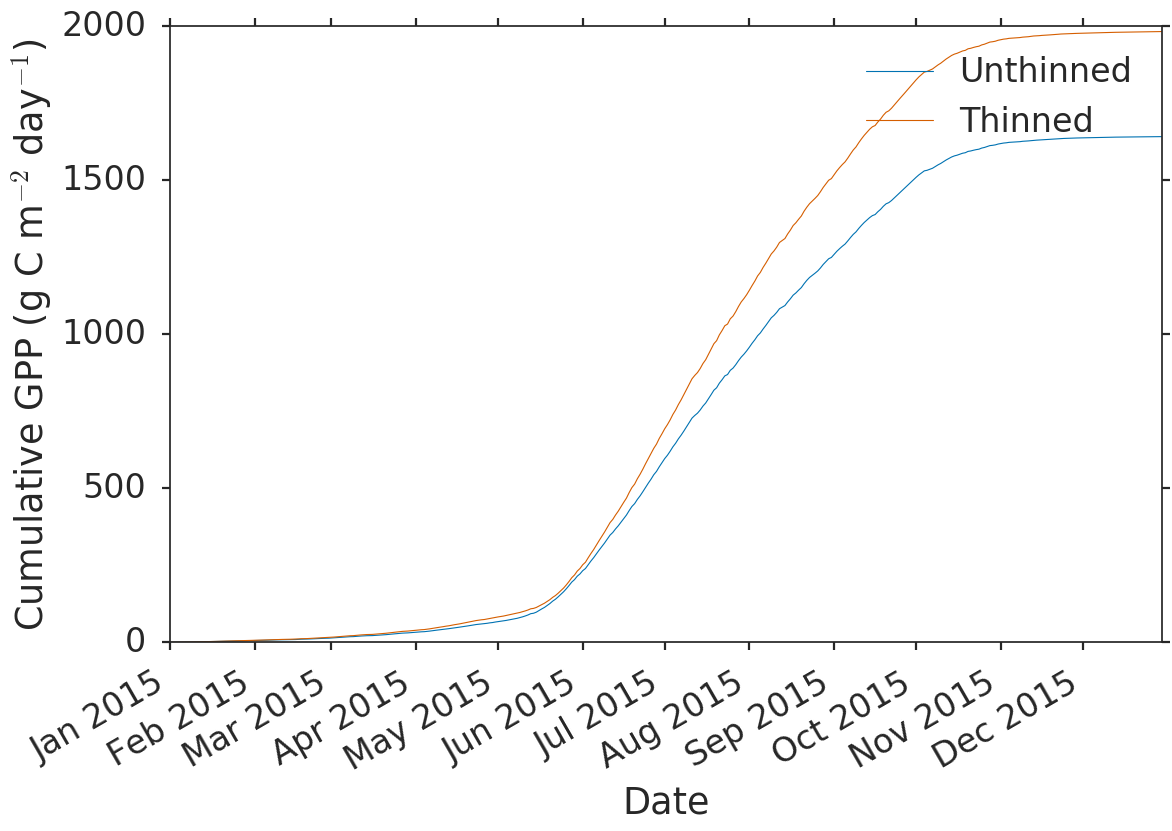 Cumulative GPP (g C m⁻² day⁻¹)
2000
1500
1000
500
0
Unthinned
Thinned
Jan 2015
Feb 2015
Mar 2015
Apr 2015
May 2015
Jun 2015
Jul 2015
Aug 2015
Sep 2015
Oct 2015
Nov 2015
Dec 2015
Date